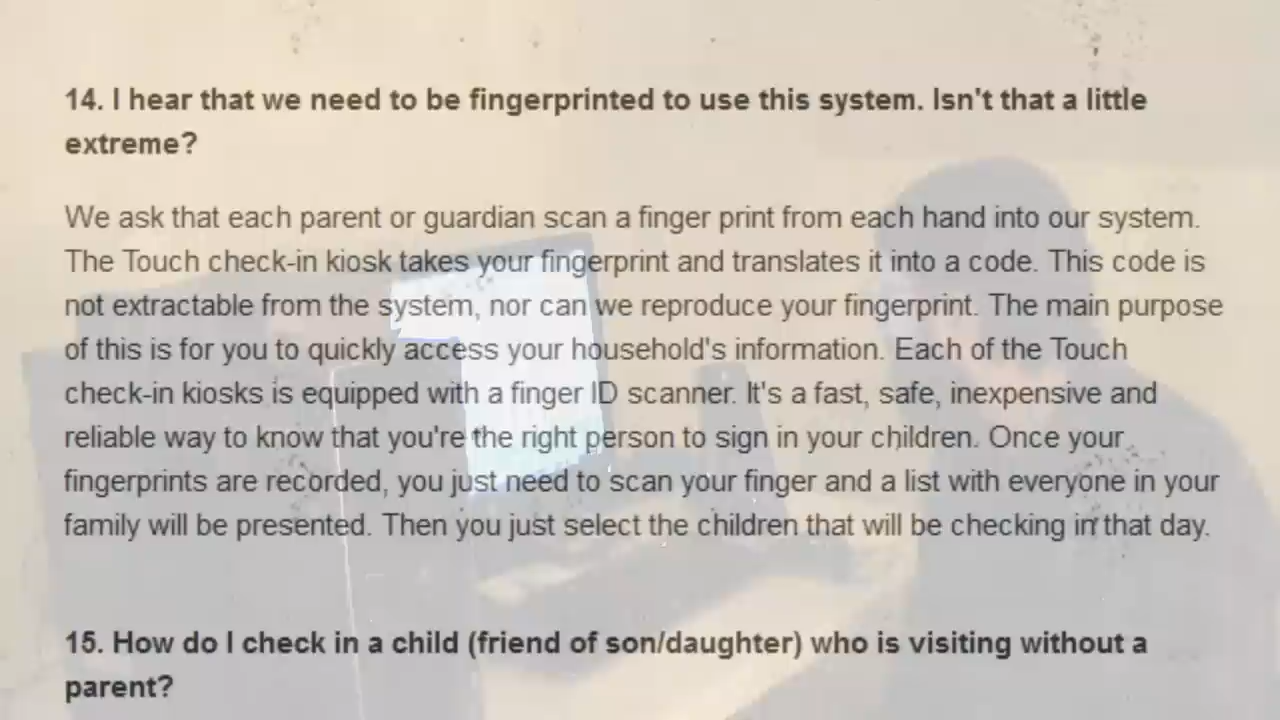 14. I hear that we need to be fingerprinted to use this system. Isn't that a little
extreme?
We ask that each parent or guardian scan a finger print from each hand into our system.
The Touch check-in kiosk takes your fingerprint and translates it into a code. This code is
not extractable from the system, nor can we reproduce your fingerprint. The main purpose
of this is for you to quickly access your household's information. Each of the Touch
check-in kiosks is equipped with a finger ID scanner. It's a fast, safe, inexpensive and
reliable way to know that you're the right person to sign in your children. Once your
fingerprints are recorded, you just need to scan your finger and a list with everyone in your
family will be presented. Then you just select the children that will be checking in that day.
15. How do I check in a child (friend of son/daughter) who is visiting without a
parent?